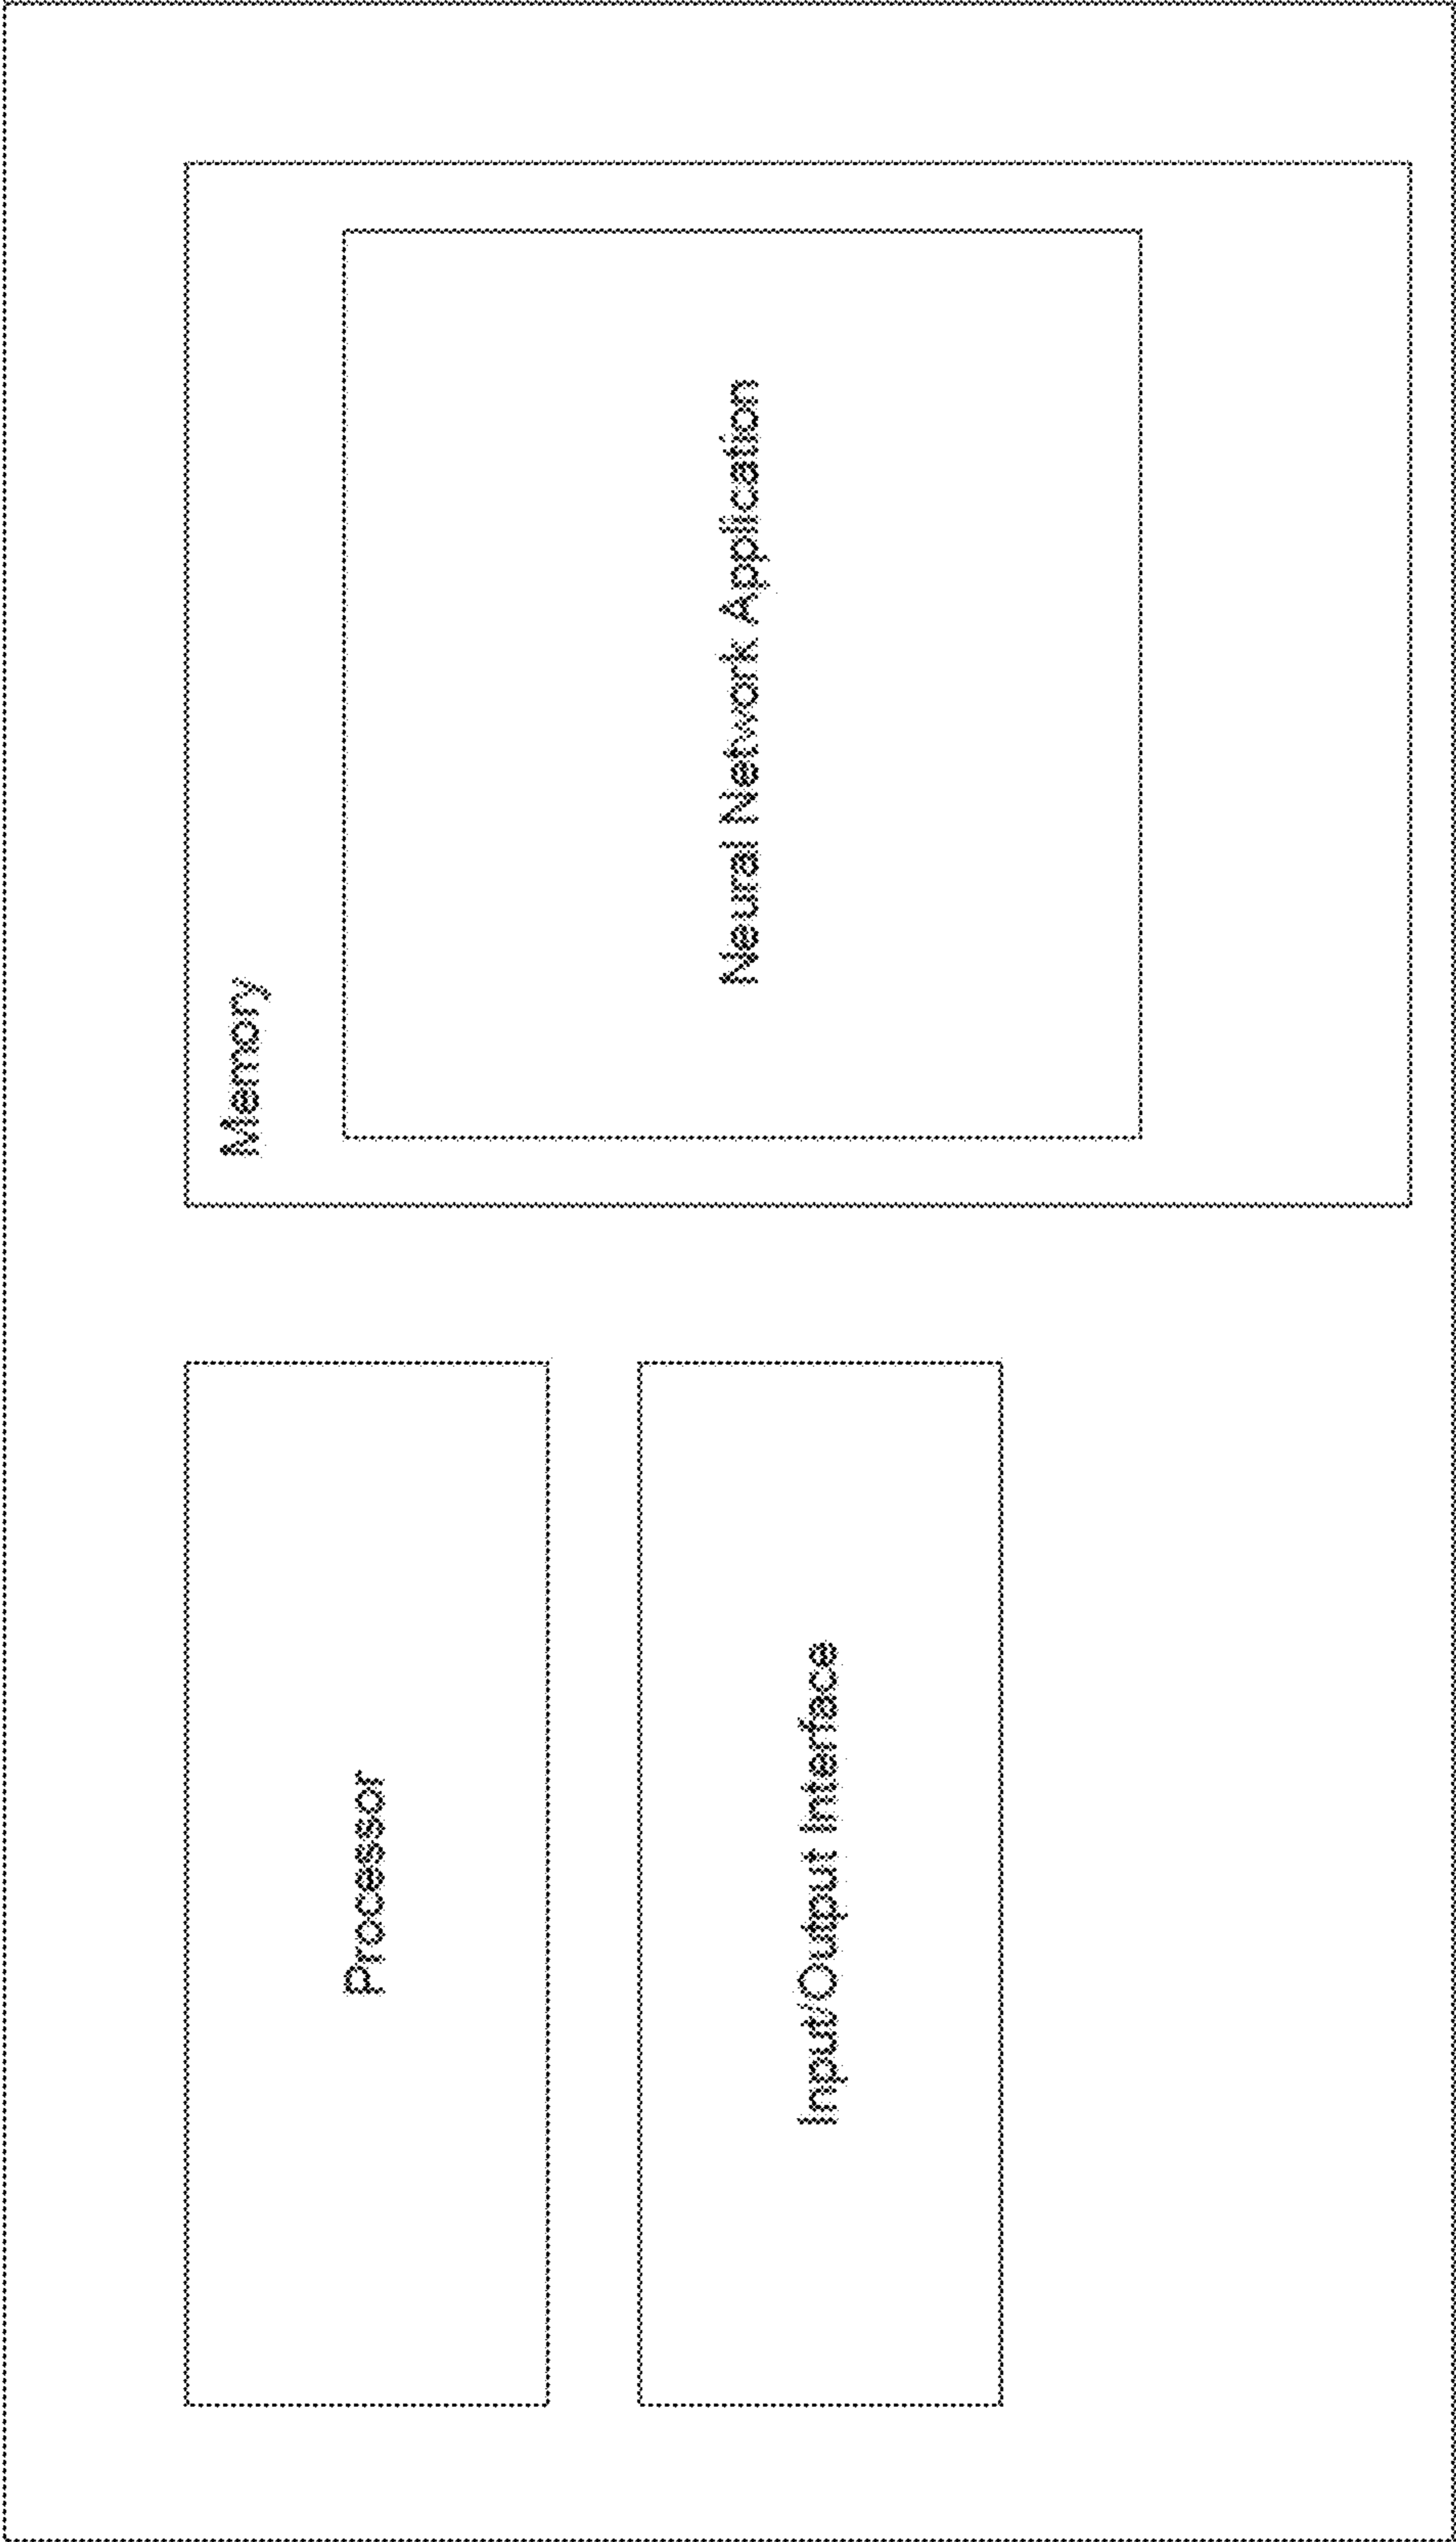 Processor
Input/Output Interface
Memory
Neural Network Application